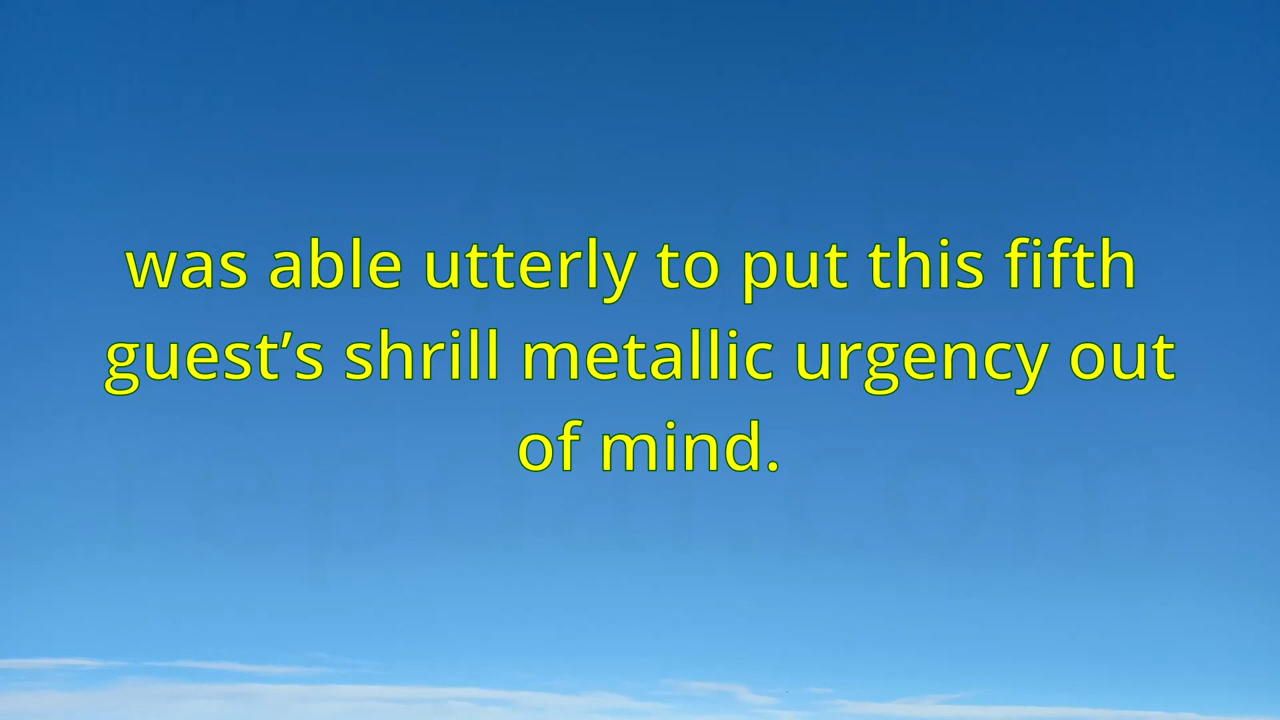 was able utterly to put this fifth
guest’s shrill metallic urgency out
of mind.